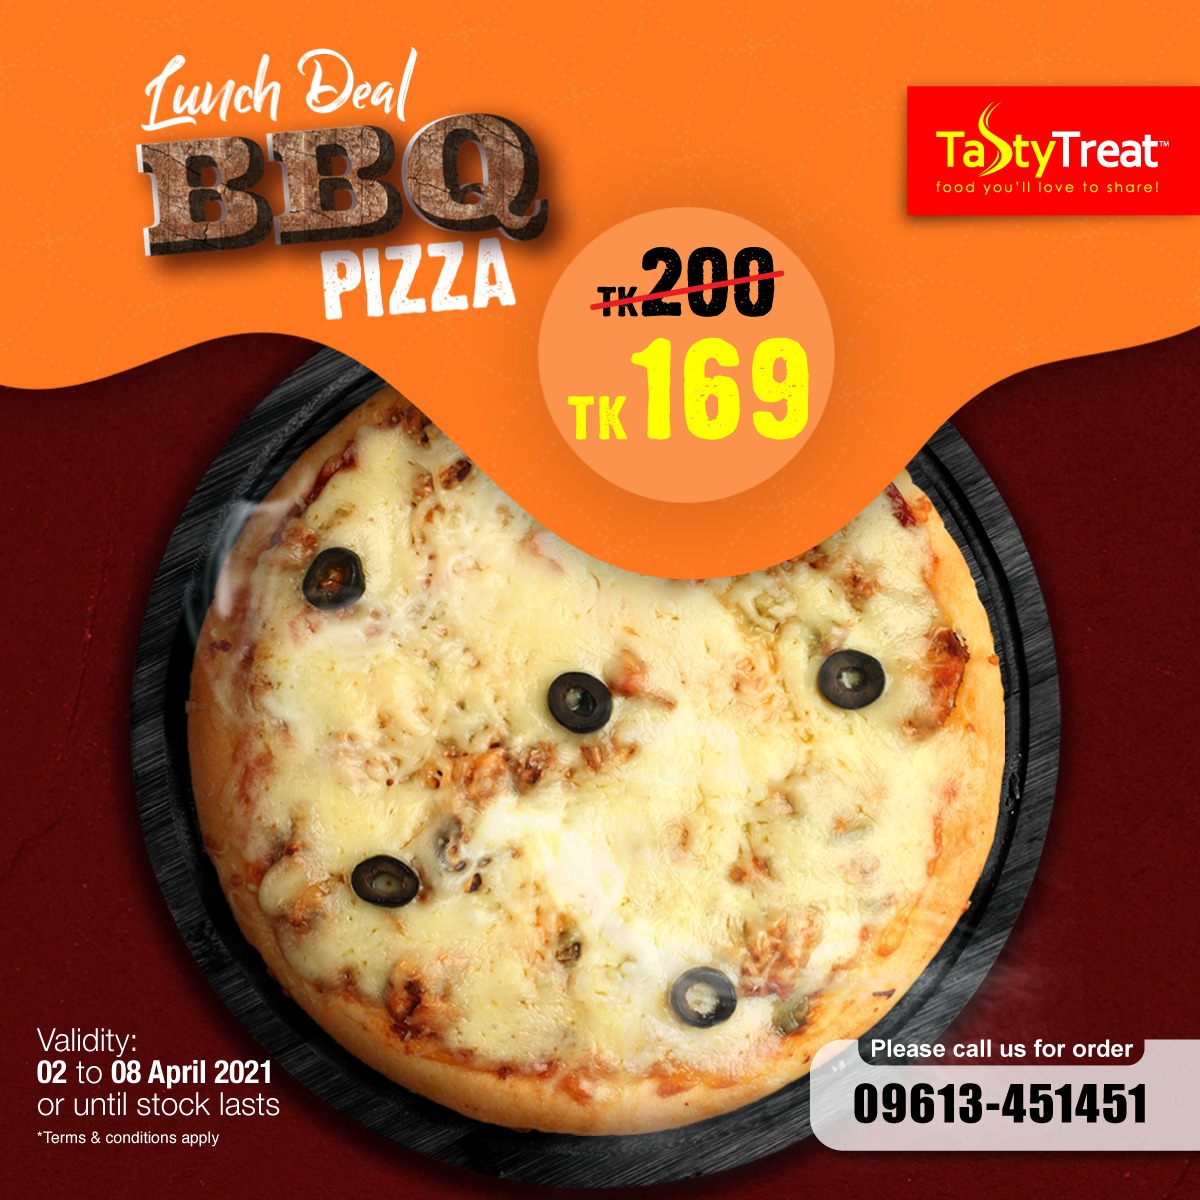 Lunch Deal
BBQ
PIZZA
TastyTreat™
food you'll love to share!
TK200
TK169
Validity:
02 to 08 April 2021
or until stock lasts
*Terms & conditions apply
Please call us for order
09613-451451